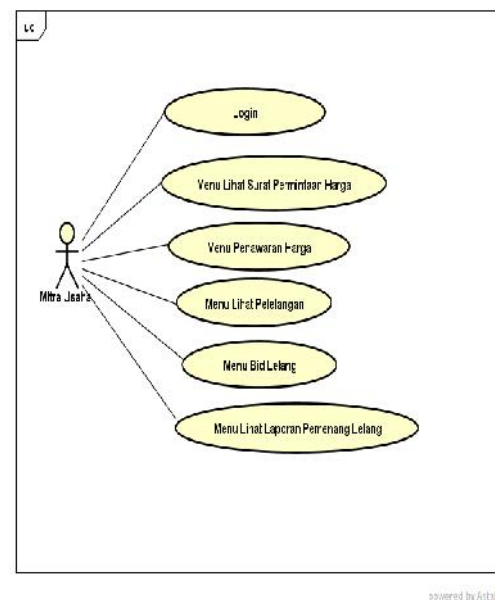 uc
Login
Menu Lihat Surat Permintaan Harga
Menu Penawaran Harga
Mitra Usaha
Menu Lihat Pelelangan
Menu Bid Lelang
Menu Lihat Laporan Pemenang Lelang
powered by